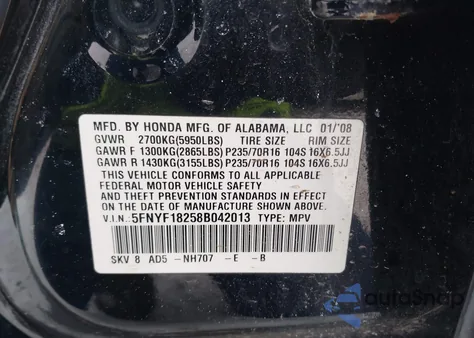 MFD. BY HONDA MFG. OF ALABAMA, LLC 01/'08
GVWR 2700KG(5950LBS) TIRE SIZE RIM SIZE
GAWR F 1300KG(2865LBS) P235/70R16 104S 16X6.5JJ
GAWR R 1430KG(3155LBS) P235/70R16 104S 16X6.5JJ
THIS VEHICLE CONFORMS TO ALL APPLICABLE
FEDERAL MOTOR VEHICLE SAFETY
AND THEFT PREVENTION STANDARDS IN EFFECT ON THE
DATE OF MANUFACTURE SHOWN ABOVE.
V.I.N: 5FNYF18258B042013 TYPE: MPV
SKV 8 AD5 -NH707 -E -B
autoSnap